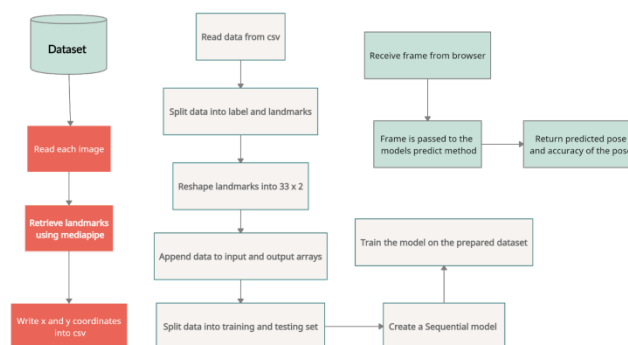 Dataset
Read each image
Retrieve landmarks
using mediapipe
Write x and y coordinates
into csv
Read data from csv
Split data into label and landmarks
Reshape landmarks into 33 x 2
Append data to input and output arrays
Split data into training and testing set
Create a Sequential model
Train the model on the prepared dataset
Receive frame from browser
Frame is passed to the
models predict method
Return predicted pose
and accuracy of the pose